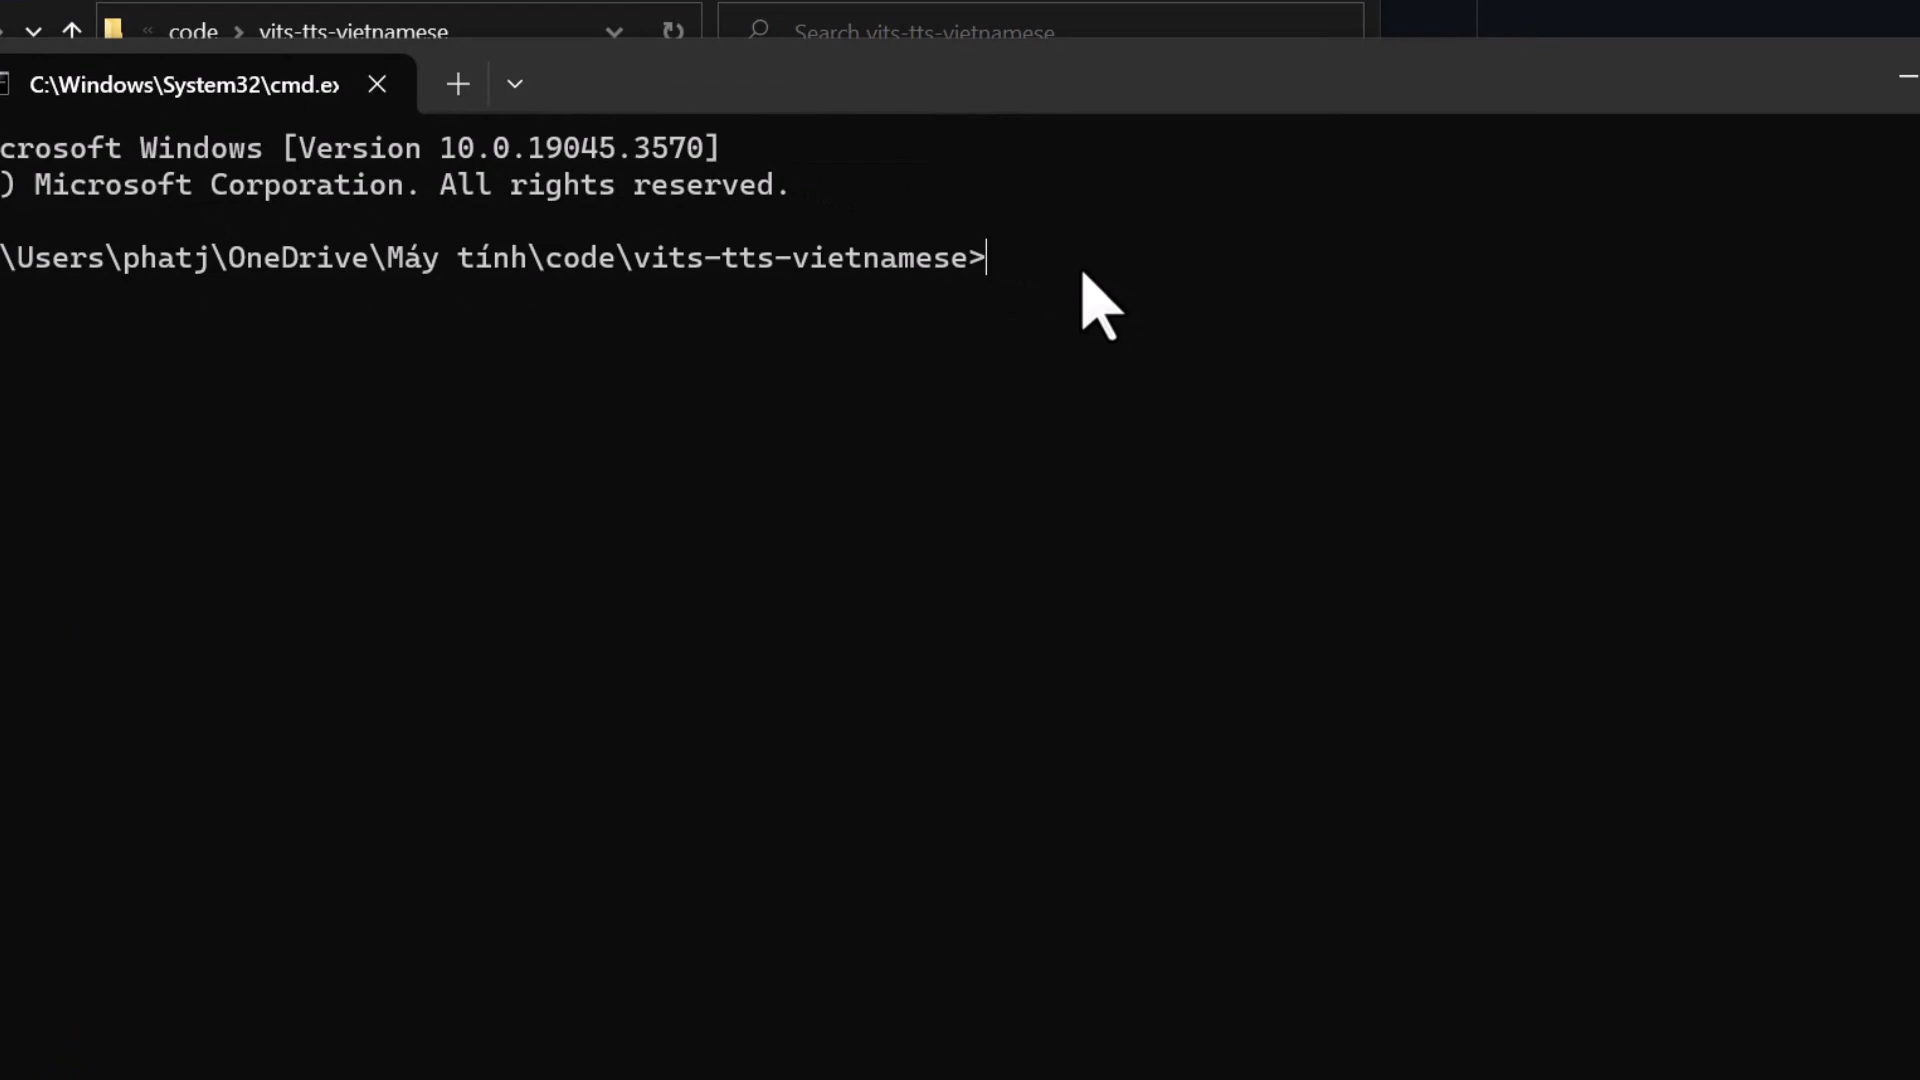 « code > vits-tts-vietnamese
Search vits-tts-vietnamese
C:\Windows\System32\cmd.ex
crosoft Windows [Version 10.0.19045.3570]
) Microsoft Corporation. All rights reserved.
\Users\phatj\OneDrive\Máy tính\code\vits-tts-vietnamese>